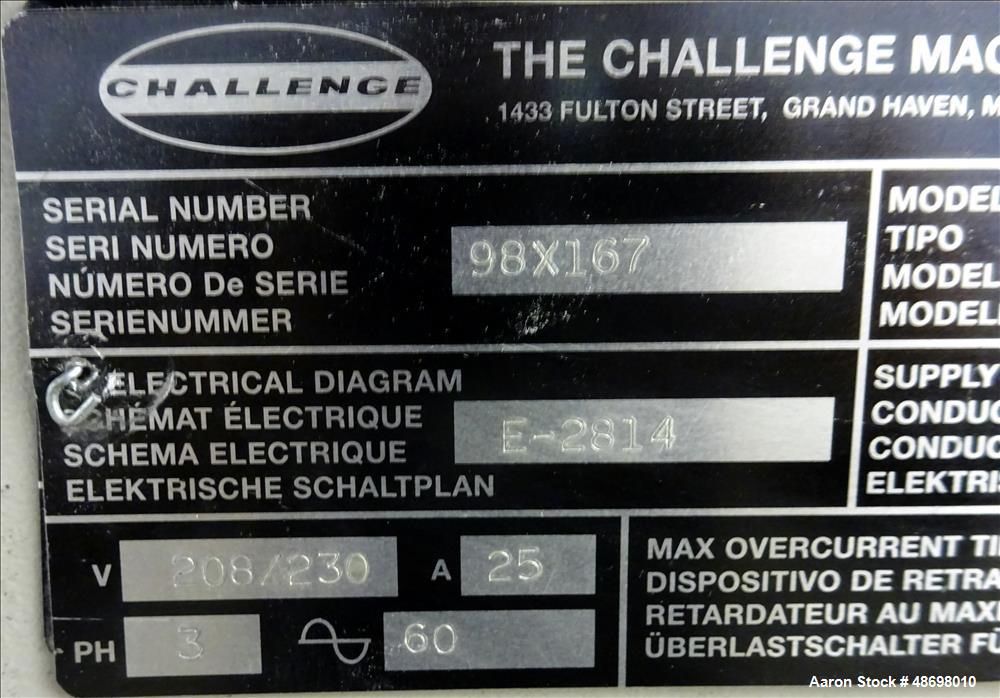 CHALLENGE
THE CHALLENGE MAC
1433 FULTON STREET, GRAND HAVEN, M
SERIAL NUMBER
SERI NUMERO
NÚMERO De SERIE
SERIENUMMER
98X167
MODEL
TIPO
MODEL
MODEL
ELECTRICAL DIAGRAM
SCHÉMAT ÉLECTRIQUE
SCHEMA ELECTRIQUE
ELEKTRISCHE SCHALTPLAN
E-2814
SUPPLY
CONDUC
CONDUC
ELEKTRIS
V 208/230 A 25
PH 3 60
MAX OVERCURRENT TI
DISPOSITIVO DE RETRA
RETARDATEUR AU MAXI
ÜBERLASTSCHALTER FÜ
Aaron Stock # 48698010